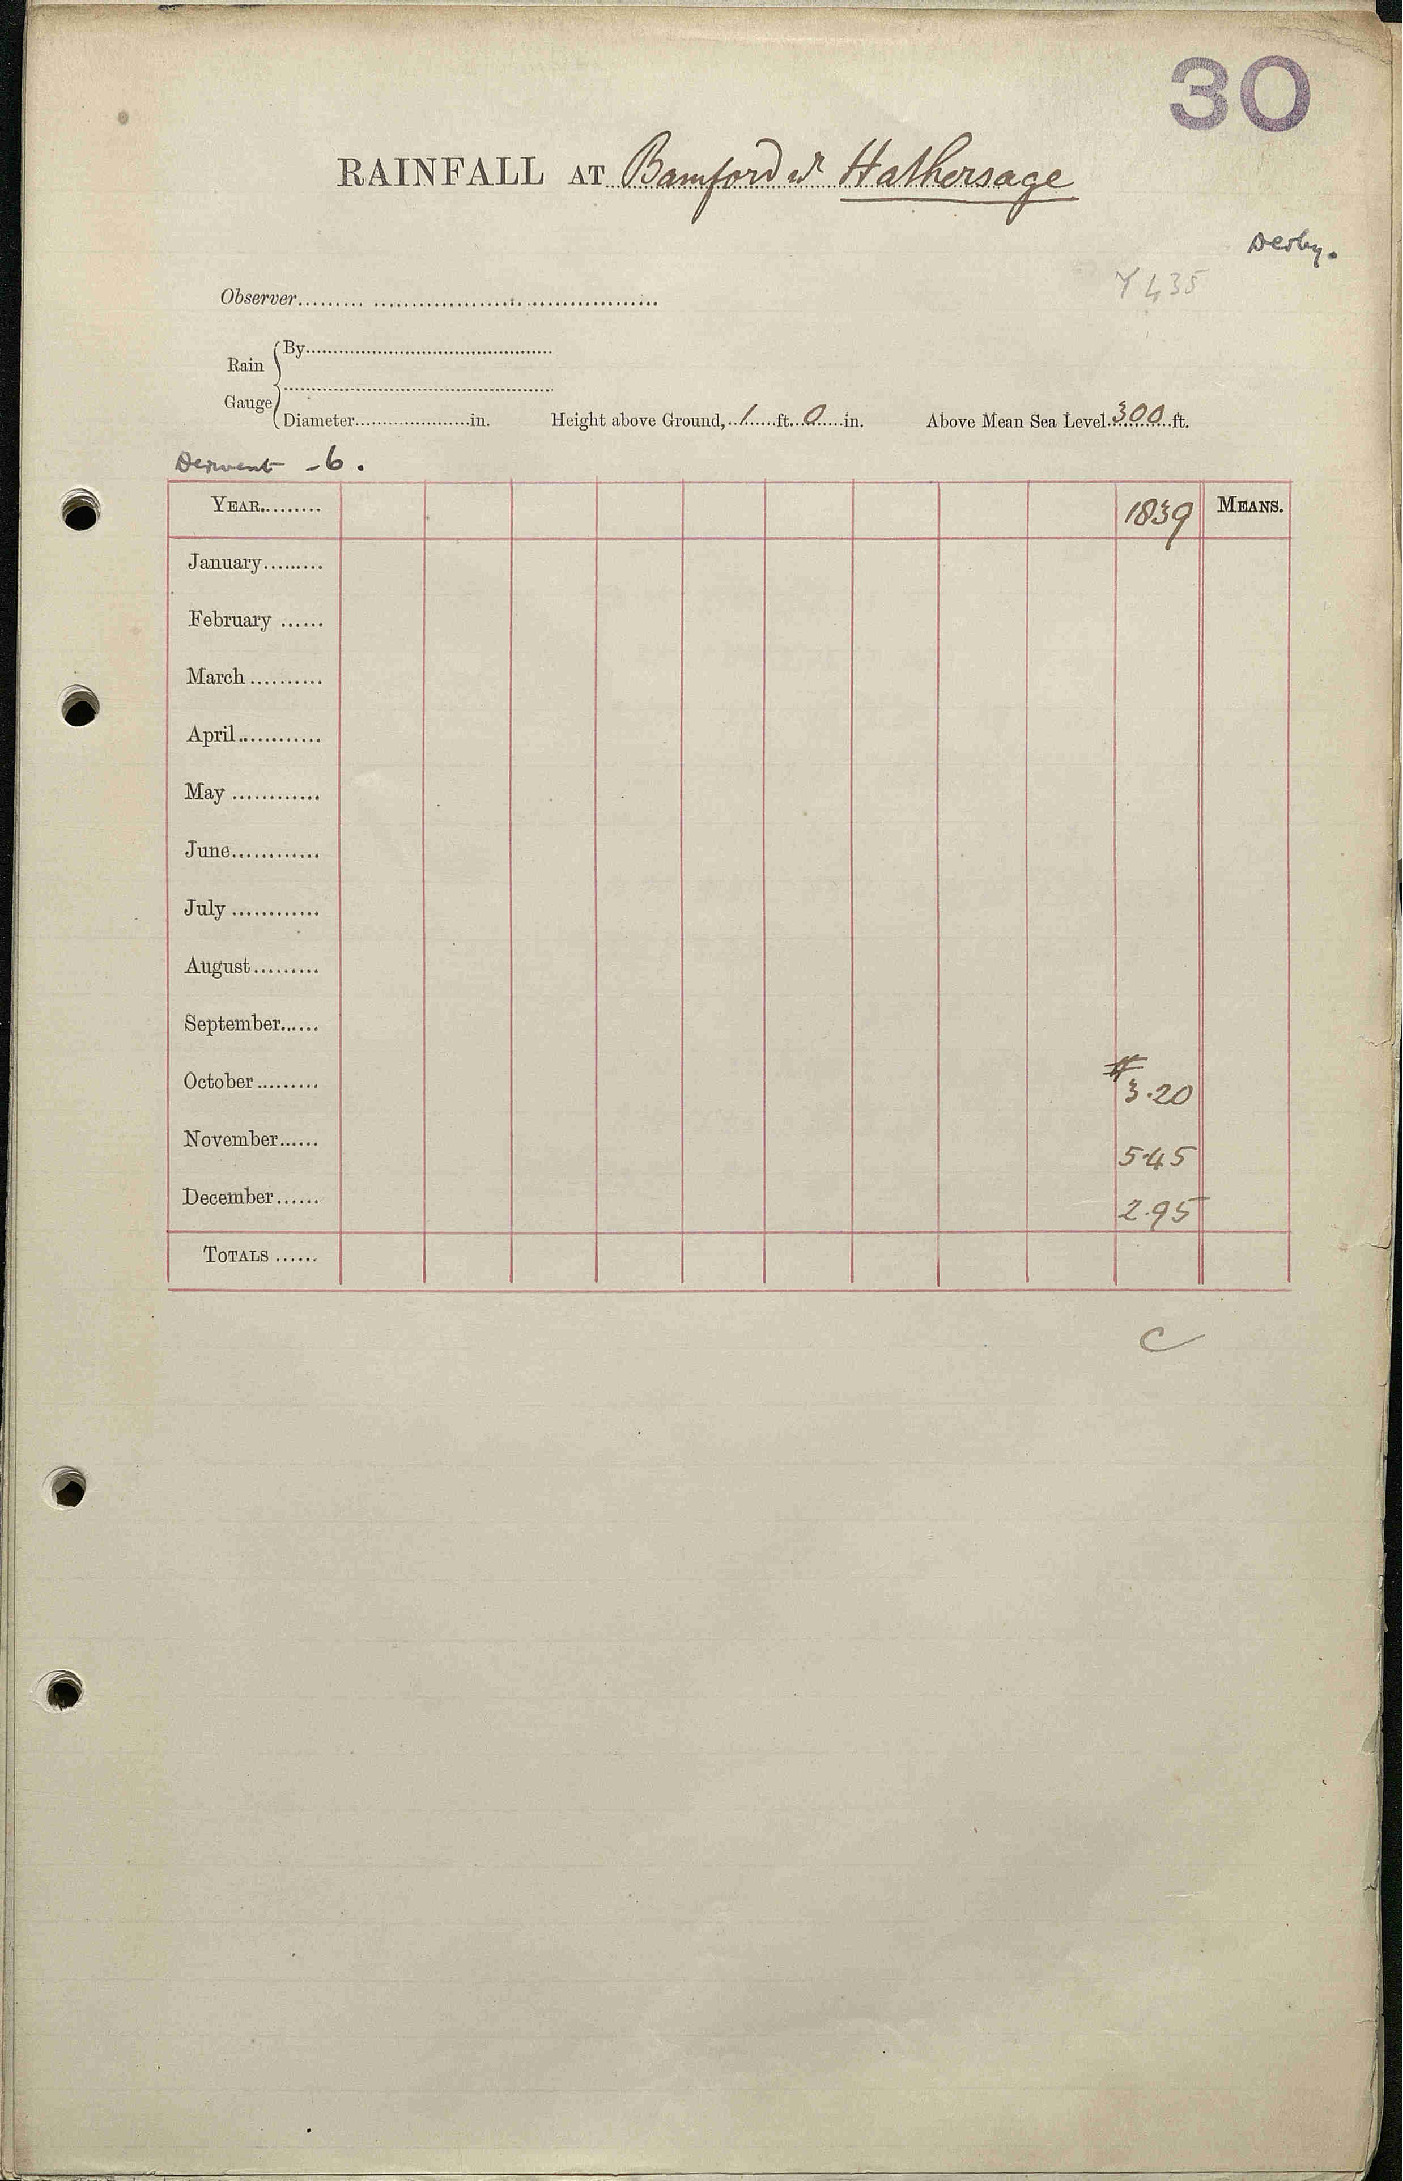 30
RAINFALL AT Bamford nr Hathersage
Derby.
Y435
Observer
Rain Gauge { By
Diameter in. Height above Ground, 1 ft. 0 in. Above Mean Sea Level 300 ft.
Derwent - 6.
YEAR 1839 MEANS.
January
February
March
April
May
June
July
August
September
October # 3.20
November 5.45
December 2.95
TOTALS
C